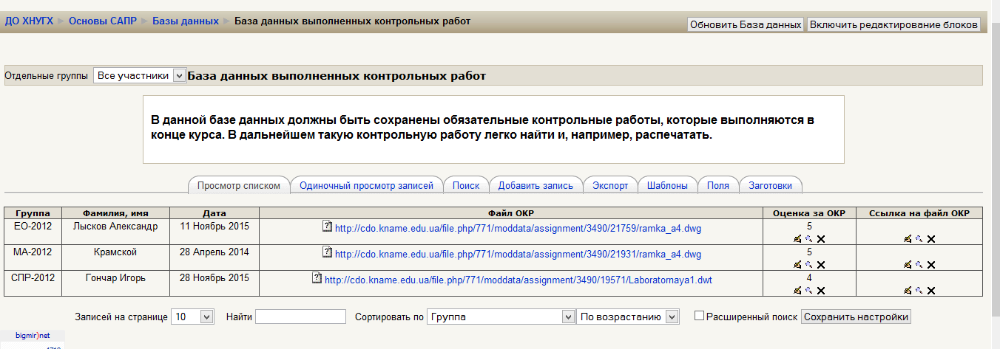 ДО ХНУГХ ► Основы САПР ► Базы данных ► База данных выполненных контрольных работ
Обновить База данных Включить редактирование блоков
Отдельные группы Все участники База данных выполненных контрольных работ
В данной базе данных должны быть сохранены обязательные контрольные работы, которые выполняются в
конце курса. В дальнейшем такую контрольную работу легко найти и, например, распечатать.
Просмотр списком Одиночный просмотр записей Поиск Добавить запись Экспорт Шаблоны Поля Заготовки
Группа Фамилия, имя Дата Файл ОКР Оценка за ОКР Ссылка на файл ОКР
ЕО-2012 Лысков Александр 11 Ноябрь 2015 http://cdo.kname.edu.ua/file.php/771/moddata/assignment/3490/21759/ramka_a4.dwg 5
МА-2012 Крамской 28 Апрель 2014 http://cdo.kname.edu.ua/file.php/771/moddata/assignment/3490/21931/ramka_a4.dwg 5
СПР-2012 Гончар Игорь 28 Ноябрь 2015 http://cdo.kname.edu.ua/file.php/771/moddata/assignment/3490/19571/Laboratornaya1.dwt 4
Записей на странице 10 Найти Сортировать по Группа По возрастанию Расширенный поиск Сохранить настройки
bigmir)net